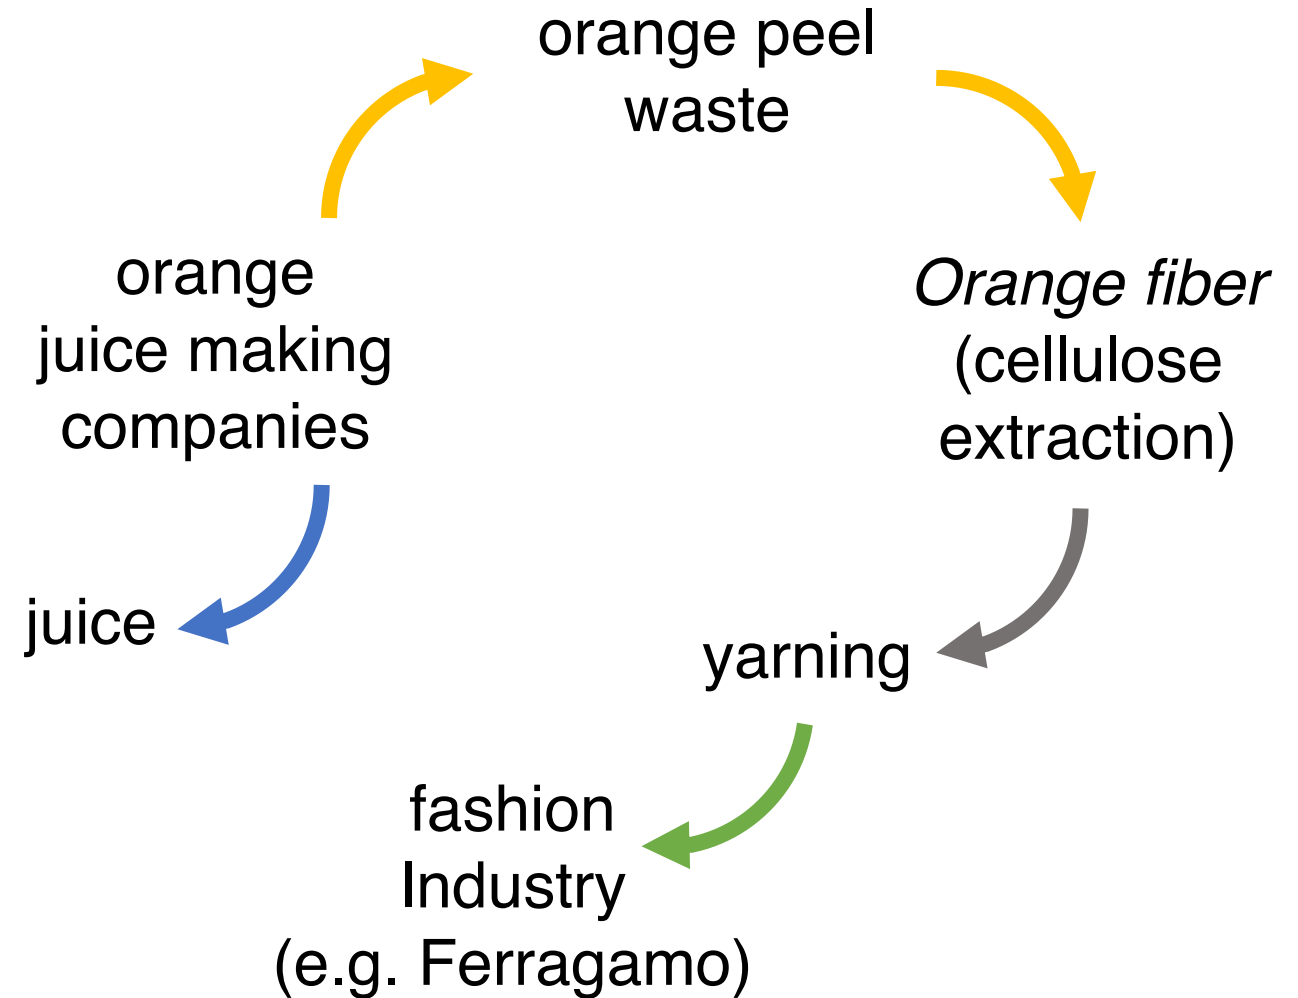 orange peel
waste
orange
juice making
companies
Orange fiber
(cellulose
extraction)
juice
yarning
fashion
Industry
(e.g. Ferragamo)